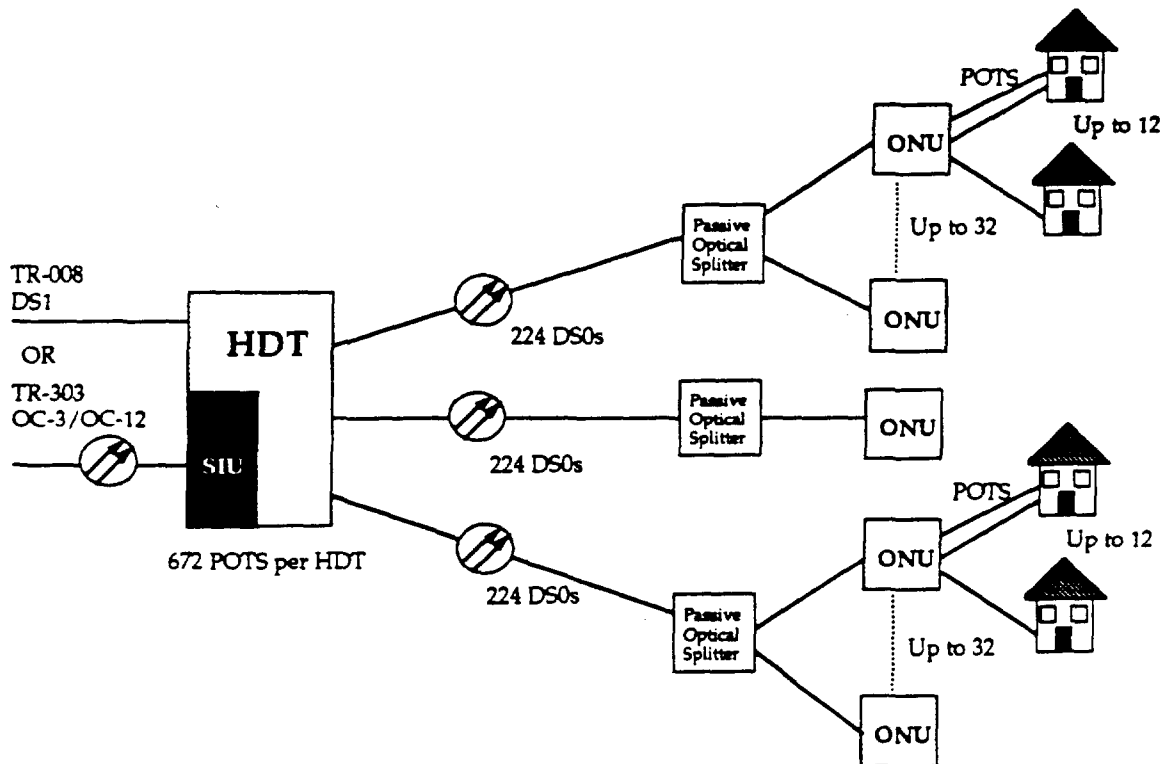 TR-008
DS1
OR
TR-303
OC-3/OC-12
HDT
SIU
672 POTS per HDT
224 DS0s
224 DS0s
224 DS0s
Passive
Optical
Splitter
Passive
Optical
Splitter
Passive
Optical
Splitter
ONU
Up to 32
ONU
POTS
Up to 12
ONU
ONU
Up to 32
ONU
POTS
Up to 12